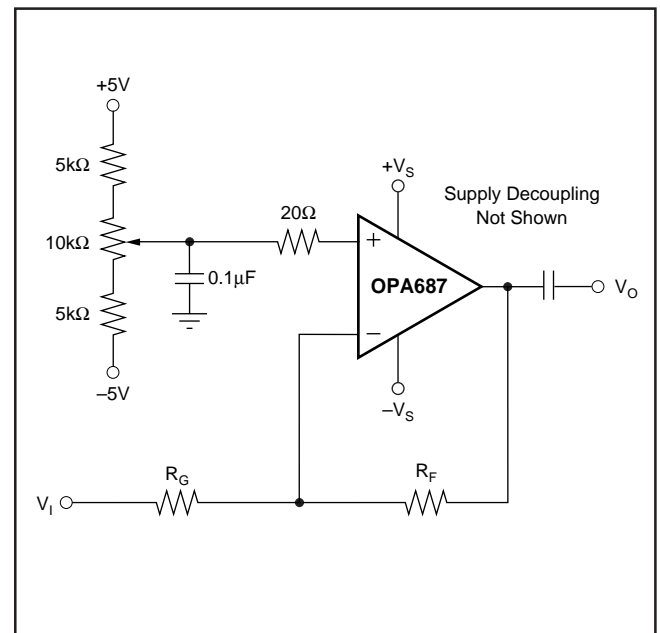 +5V
5kΩ
10kΩ
5kΩ
–5V
0.1µF
20Ω
+
–
OPA687
+VS
–VS
Supply Decoupling
Not Shown
VO
VI
RG
RF